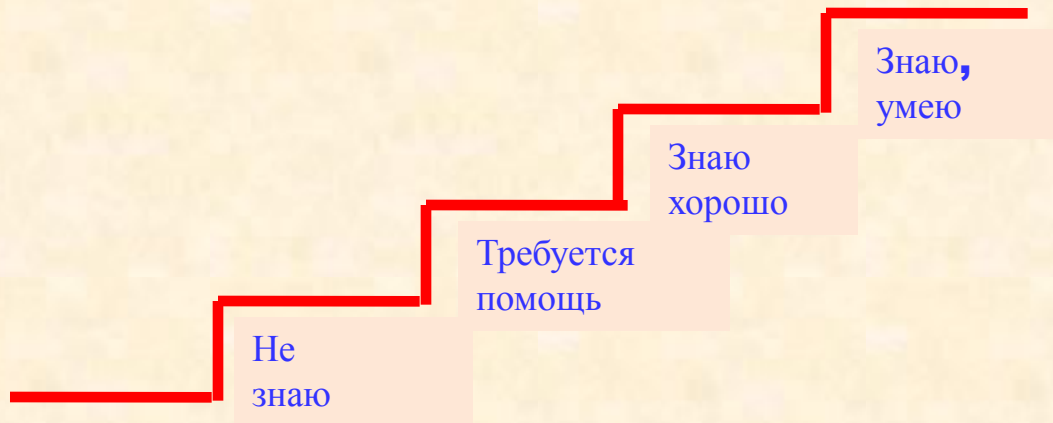 Знаю,
умею
Знаю
хорошо
Требуется
помощь
Не
знаю